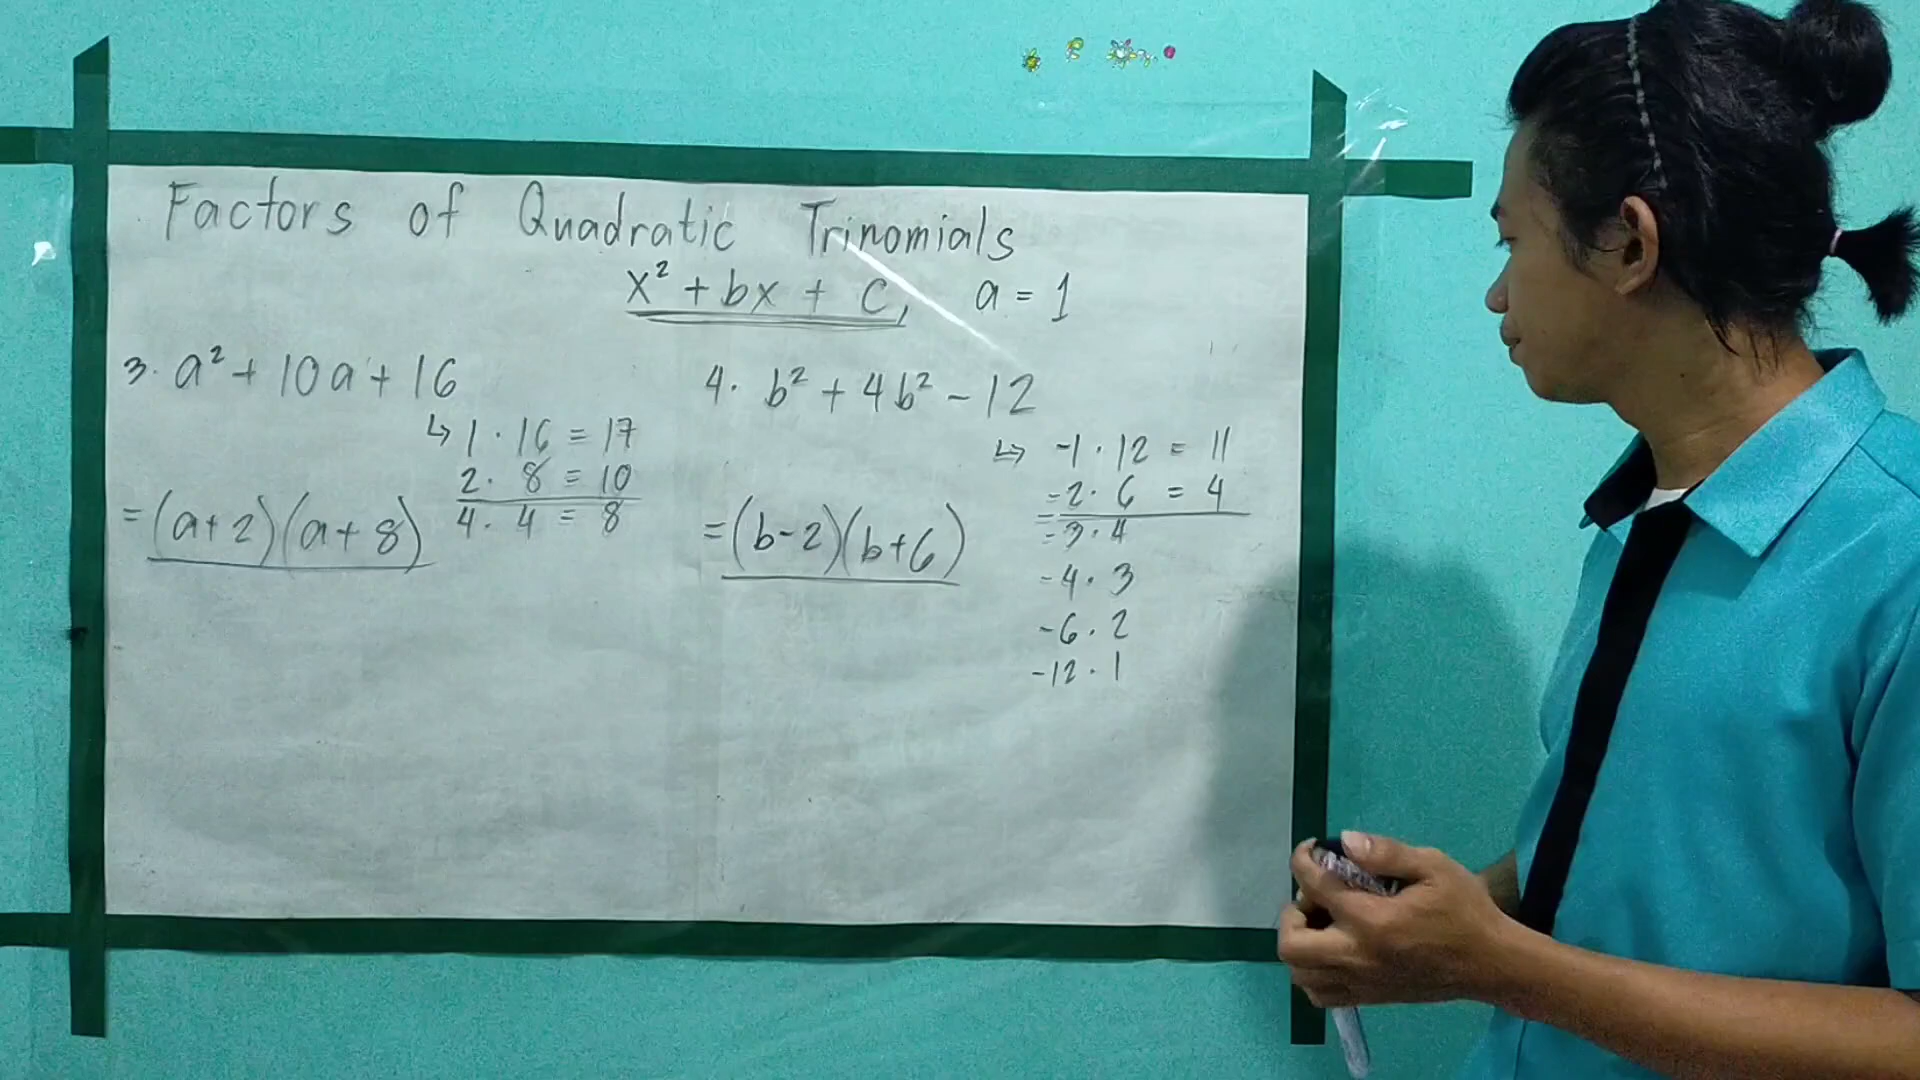 Factors of Quadratic Trinomials
x² + bx + c, a = 1
3. a² + 10a + 16
↳ 1 · 16 = 17
2 · 8 = 10
4 · 4 = 8
= (a+2)(a+8)
4. b² + 4b² - 12
↳ -1 · 12 = 11
-2 · 6 = 4
-3 · 4
-4 · 3
-6 · 2
-12 · 1
= (b-2)(b+6)